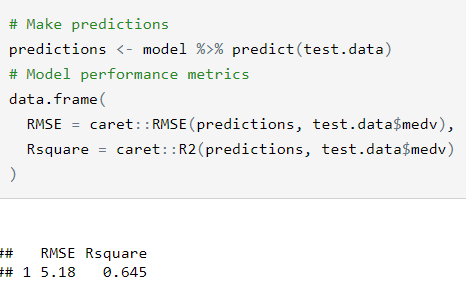 # Make predictions
predictions <- model %>% predict(test.data)
# Model performance metrics
data.frame(
  RMSE = caret::RMSE(predictions, test.data$medv),
  Rsquare = caret::R2(predictions, test.data$medv)
)
##   RMSE Rsquare
## 1 5.18   0.645